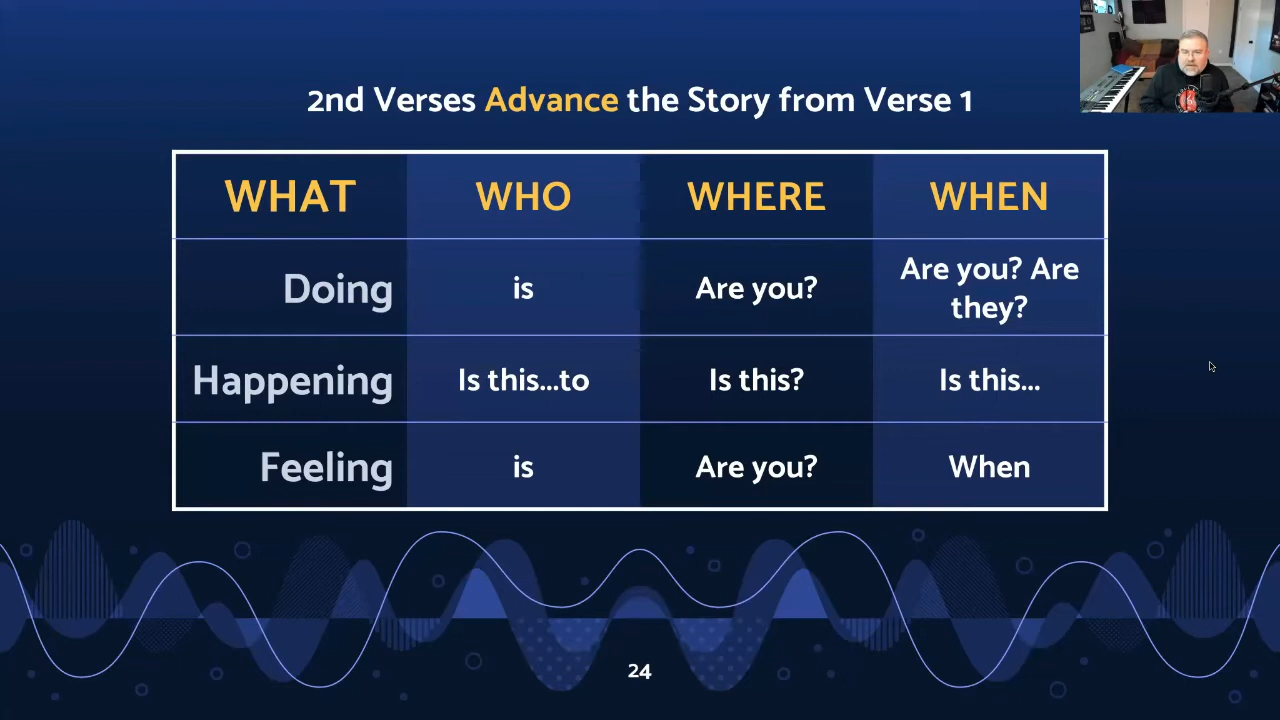 2nd Verses Advance the Story from Verse 1
WHAT WHO WHERE WHEN
Doing is Are you? Are you? Are
they?
Happening Is this...to Is this? Is this...
Feeling is Are you? When
24